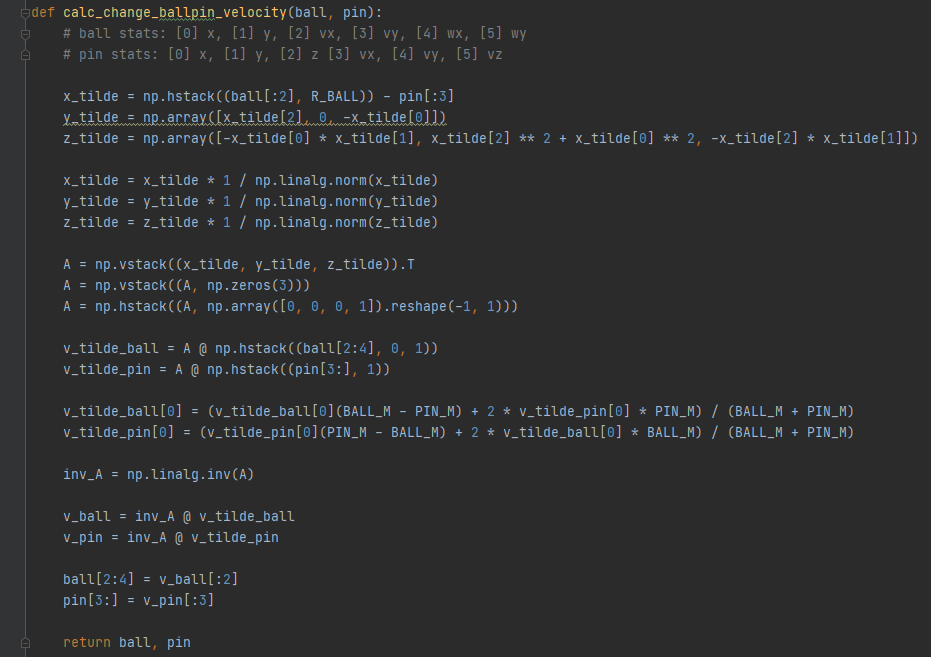 def calc_change_ballpin_velocity(ball, pin):
    # ball stats: [0] x, [1] y, [2] vx, [3] vy, [4] wx, [5] wy
    # pin stats: [0] x, [1] y, [2] z [3] vx, [4] vy, [5] vz

    x_tilde = np.hstack((ball[:2], R_BALL)) - pin[:3]
    y_tilde = np.array([x_tilde[2], 0, -x_tilde[0]])
    z_tilde = np.array([-x_tilde[0] * x_tilde[1], x_tilde[2] ** 2 + x_tilde[0] ** 2, -x_tilde[2] * x_tilde[1]])

    x_tilde = x_tilde * 1 / np.linalg.norm(x_tilde)
    y_tilde = y_tilde * 1 / np.linalg.norm(y_tilde)
    z_tilde = z_tilde * 1 / np.linalg.norm(z_tilde)

    A = np.vstack((x_tilde, y_tilde, z_tilde)).T
    A = np.vstack((A, np.zeros(3)))
    A = np.hstack((A, np.array([0, 0, 0, 1]).reshape(-1, 1)))

    v_tilde_ball = A @ np.hstack((ball[2:4], 0, 1))
    v_tilde_pin = A @ np.hstack((pin[3:], 1))

    v_tilde_ball[0] = (v_tilde_ball[0](BALL_M - PIN_M) + 2 * v_tilde_pin[0] * PIN_M) / (BALL_M + PIN_M)
    v_tilde_pin[0] = (v_tilde_pin[0](PIN_M - BALL_M) + 2 * v_tilde_ball[0] * BALL_M) / (BALL_M + PIN_M)

    inv_A = np.linalg.inv(A)

    v_ball = inv_A @ v_tilde_ball
    v_pin = inv_A @ v_tilde_pin

    ball[2:4] = v_ball[:2]
    pin[3:] = v_pin[:3]

    return ball, pin